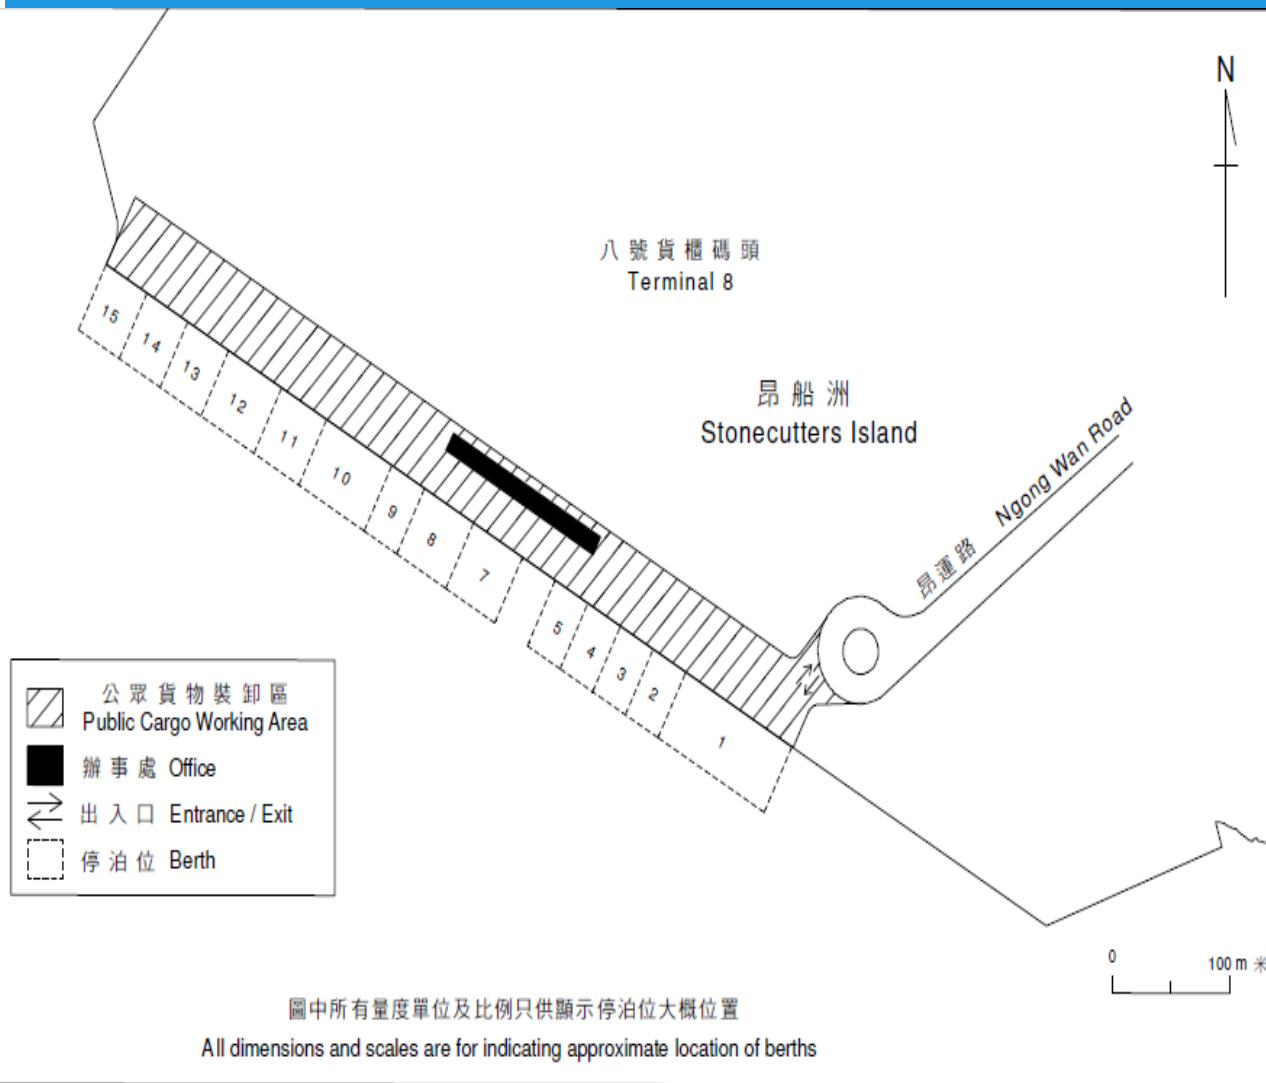 N
八號貨櫃碼頭
Terminal 8
昂船洲
Stonecutters Island
昂運路 Ngong Wan Road
15
14
13
12
11
10
9
8
7
5
4
3
2
1
公眾貨物裝卸區
Public Cargo Working Area
辦事處 Office
出入口 Entrance / Exit
停泊位 Berth
0 100 m 米
圖中所有量度單位及比例只供顯示停泊位大概位置
All dimensions and scales are for indicating approximate location of berths